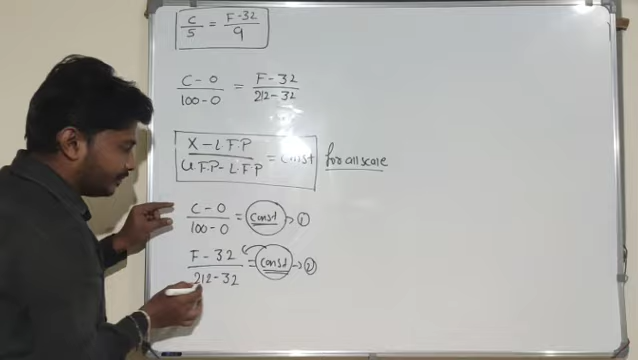 C/5 = F-32/9
C-0/100-0 = F-32/212-32
X-L.F.P/U.F.P-L.F.P = const for all scale
C-0/100-0 = const → ①
F-32/212-32 = const → ②